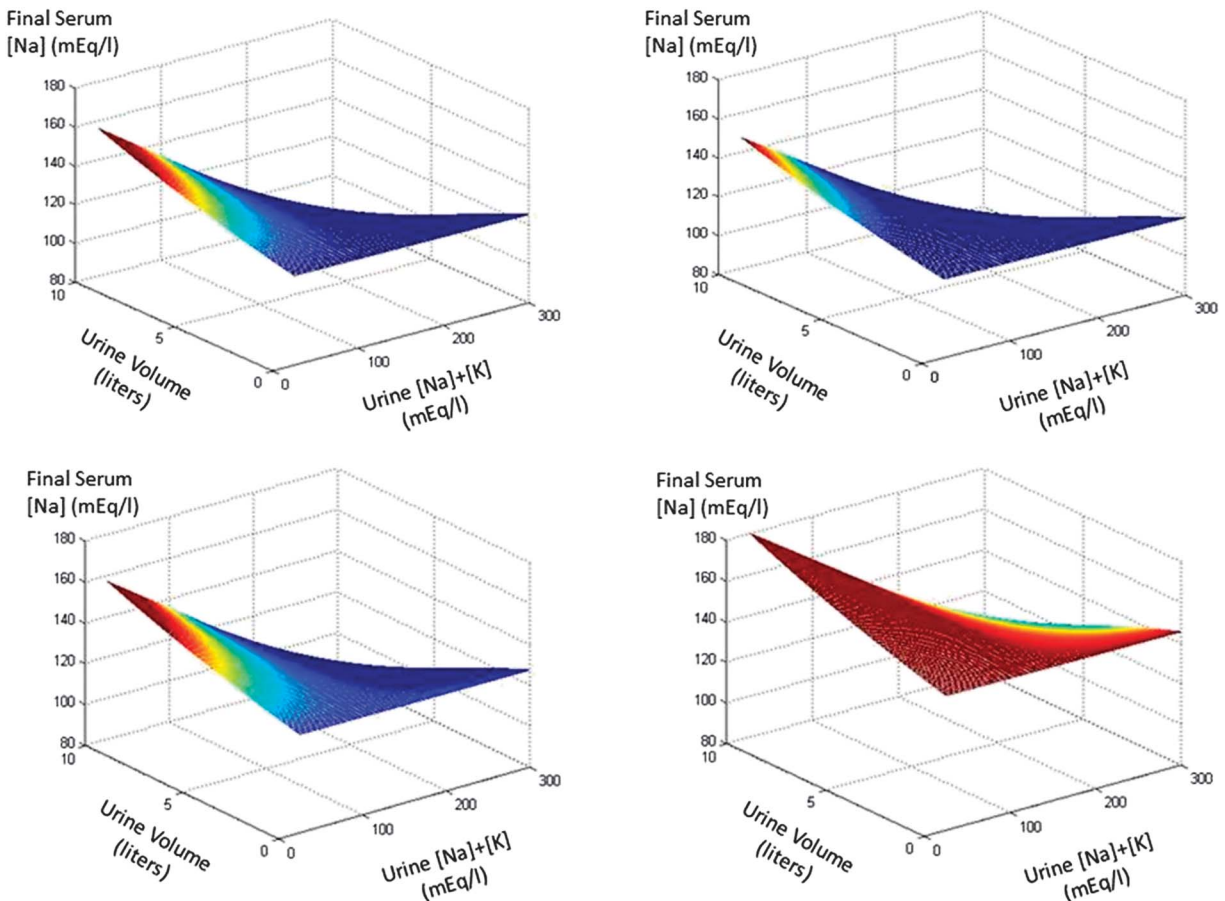 Final Serum
[Na] (mEq/l)
180
160
140
120
100
80
10
5
0
0
100
200
300
Urine Volume
(liters)
Urine [Na]+[K]
(mEq/l)
Final Serum
[Na] (mEq/l)
180
160
140
120
100
80
10
5
0
0
100
200
300
Urine Volume
(liters)
Urine [Na]+[K]
(mEq/l)
Final Serum
[Na] (mEq/l)
180
160
140
120
100
80
10
5
0
0
100
200
300
Urine Volume
(liters)
Urine [Na]+[K]
(mEq/l)
Final Serum
[Na] (mEq/l)
180
160
140
120
100
80
10
5
0
0
100
200
300
Urine Volume
(liters)
Urine [Na]+[K]
(mEq/l)